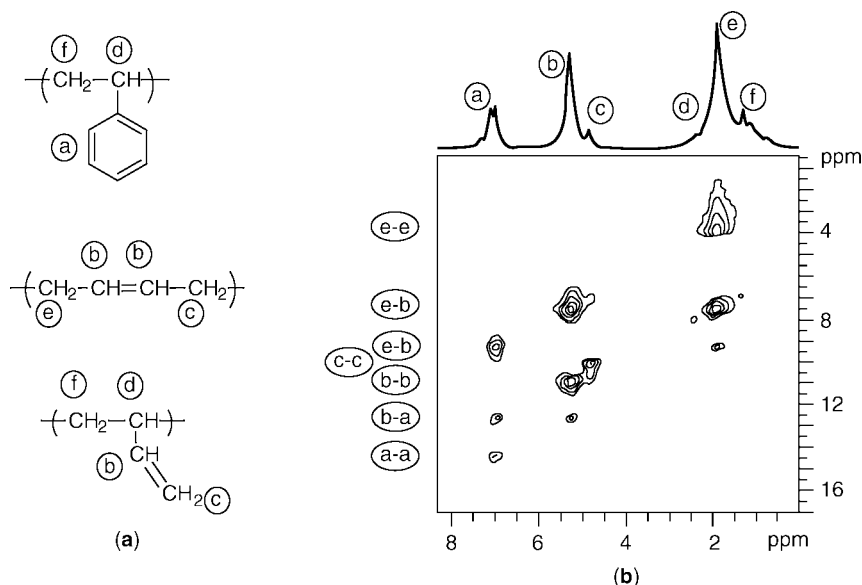 f d
CH2—CH
a
b b
CH2—CH=CH—CH2
e c
f d
CH2—CH
b CH
CH2 c
(a)
e
b
a c d f
ppm
e-e 4
e-b 8
e-b
c-c
b-b
b-a 12
a-a
16
8 6 4 2 ppm
(b)